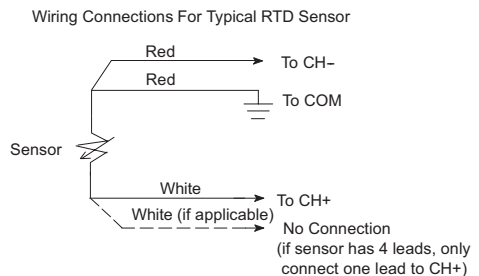 Wiring Connections For Typical RTD Sensor
Red
To CH–
Red
To COM
Sensor
White
To CH+
White (if applicable)
No Connection
(if sensor has 4 leads, only
connect one lead to CH+)